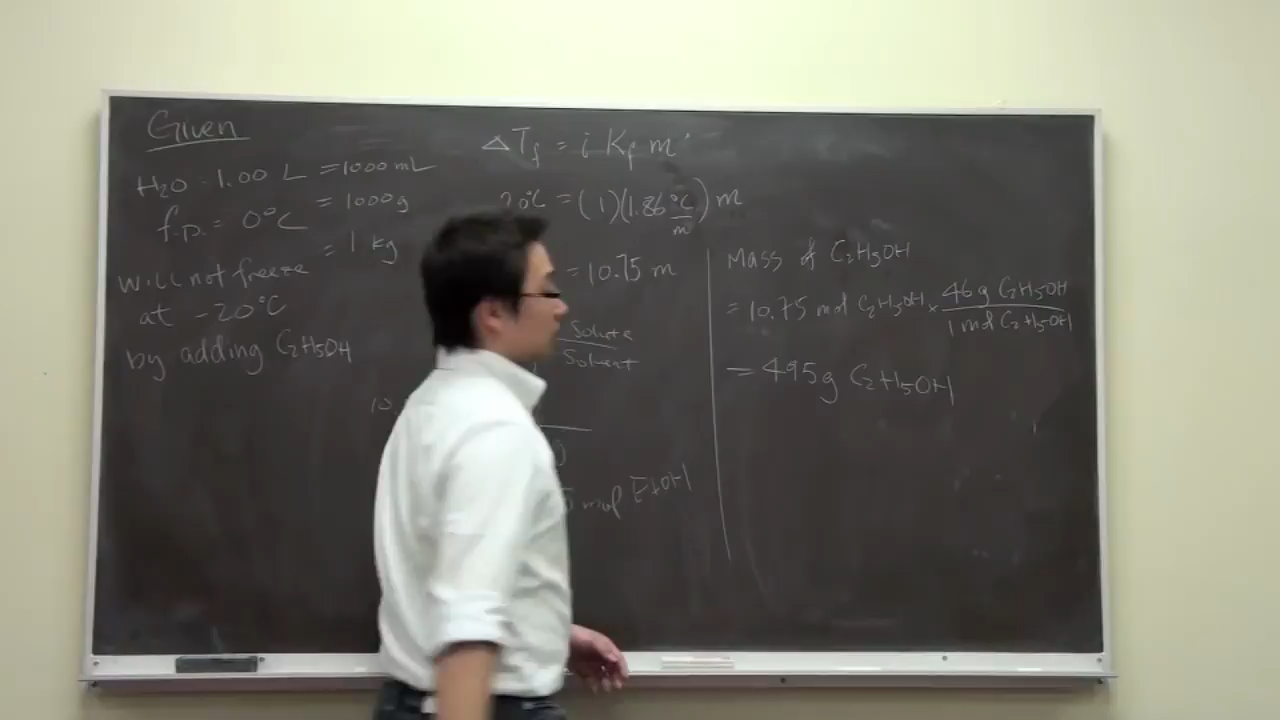 Given
H₂O : 1.00 L = 1000 mL
= 1000 g
f.p. = 0°C
= 1 kg
Will not freeze
at -20°C
by adding C₂H₅OH
ΔT_f = i K_f m
20°C = (1)(1.86 °C/m) m
= 10.75 m
Solute
Solvent
10
mol EtOH
Mass of C₂H₅OH
= 10.75 mol C₂H₅OH × 46 g C₂H₅OH
1 mol C₂H₅OH
= 495 g C₂H₅OH